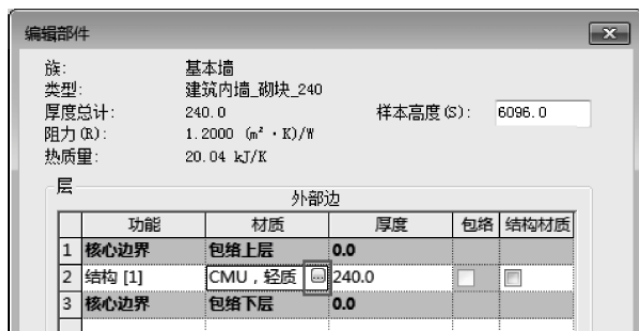 编辑部件
族: 基本墙
类型: 建筑内墙_砌块_240
厚度总计: 240.0 样本高度(S): 6096.0
阻力(R): 1.2000 (m²·K)/W
热质量: 20.04 kJ/K
层
外部边
功能 材质 厚度 包络 结构材质
1 核心边界 包络上层 0.0
2 结构 [1] CMU,轻质 240.0
3 核心边界 包络下层 0.0